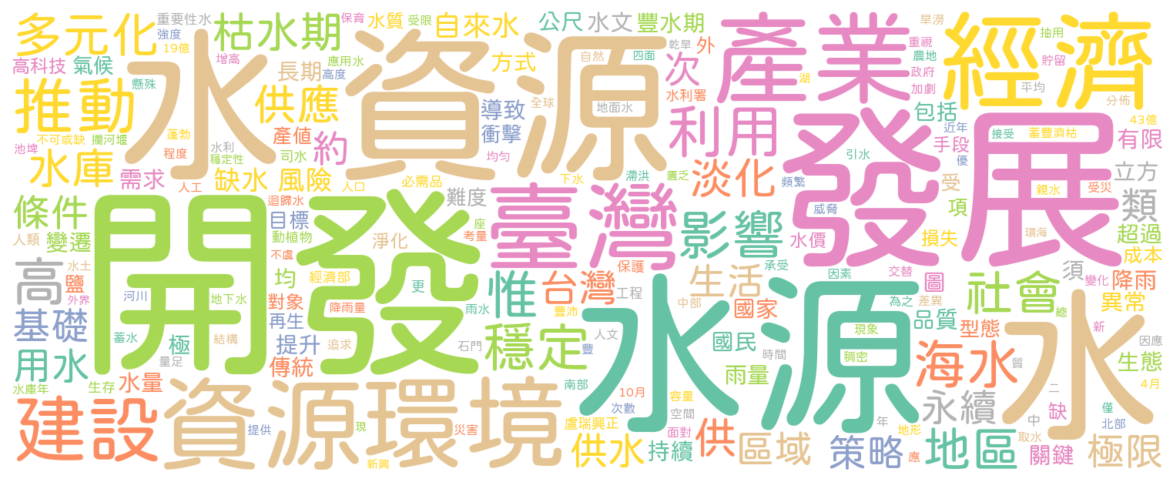 多元化
重要性水
強度
19億
枯水期
保育
水質
受限
自來水
公尺
水文
豐水期
乾旱
旱澇
抽用
重視
農地
高科技
氣候
懸殊
增高
應用水
長期
高度
方式
自然
四面
外
次
政府
加劇
貯留
平均
水資源
產業
經濟
推動
供應
導致
衝擊
全球
地面水
湖
水利署
包括
分佈
不可或缺
攔河堰
蓬勃
產值
約
利用
近年
手段
蓄豐濟枯
43億
有限
池埤
程度
水利
穩定性
司水
均勻
引水
優
接受
水庫
需求
人工
缺水
風險
人口
必需品
下水
瀦洪
匱乏
淡化
頻繁
受
親水
受災
立方
發展
條件
迴歸水
目標
難度
臺灣
影響
威脅
項
類
人類
變遷
動植物
淨化
座
考量
水價
損失
環海
超過
開發
不虞
保護
承受
因素
交替
成本
高
水土
鹽
外界
均
經濟部
更
惟
台灣
工程
生活
中部
圖
須
變化
降雨
河川
地下水
對象
降雨量
雨水
豐沛
國家
為之
差異
社會
總
異常
基礎
蓄水
結構
再生
追求
石門
穩定
人文
水源
現象
品質
型態
新
因應
水
用水
量足
極
提升
豐
國民
時間
稠密
生態
水庫年
生存
水量
傳統
南部
10月
雨量
容量
海水
質
二
4月
建設
資源
環境
次數
空間
永續
中
缺
僅
北部
提供
現
災害
盧瑞興正
面對
年
地形
取水
新興
供水
持續
供
區域
策略
應
地區
關鍵
極限